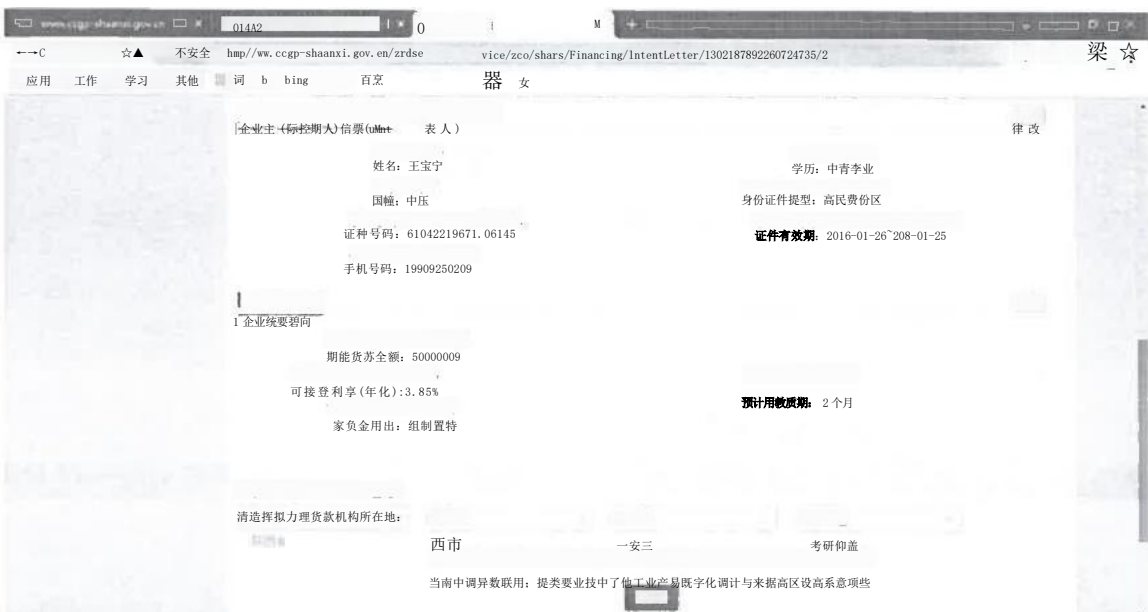 014A2 0 M
←→C ☆▲ 不安全 hmp//ww.ccgp-shaanxi.gov.en/zrdse vice/zco/shars/Financing/lntentLetter/130218789226​0724735/2 梁 ☆
应用 工作 学习 其他 词 b bing 百烹 器 女
企业主(际控期人)信票(uMnt 表人) 律改
姓名：王宝宁 学历：中青李业
国幢：中压 身份证件提型：高民费份区
证种号码：61042219671.06145 证件有效期：2016-01-26~208-01-25
手机号码：19909250209
1 企业统要碧向
期能货苏全额：50000009
可接登利享(年化):3.85% 预计用教质期：2个月
家负金用出：组制置特
清造挥拟力理货款机构所在地：
西市 一安三 考研仰盖
当南中调异数联用；提类要业技中了他工业产易既字化调计与来据高区设高系意项些